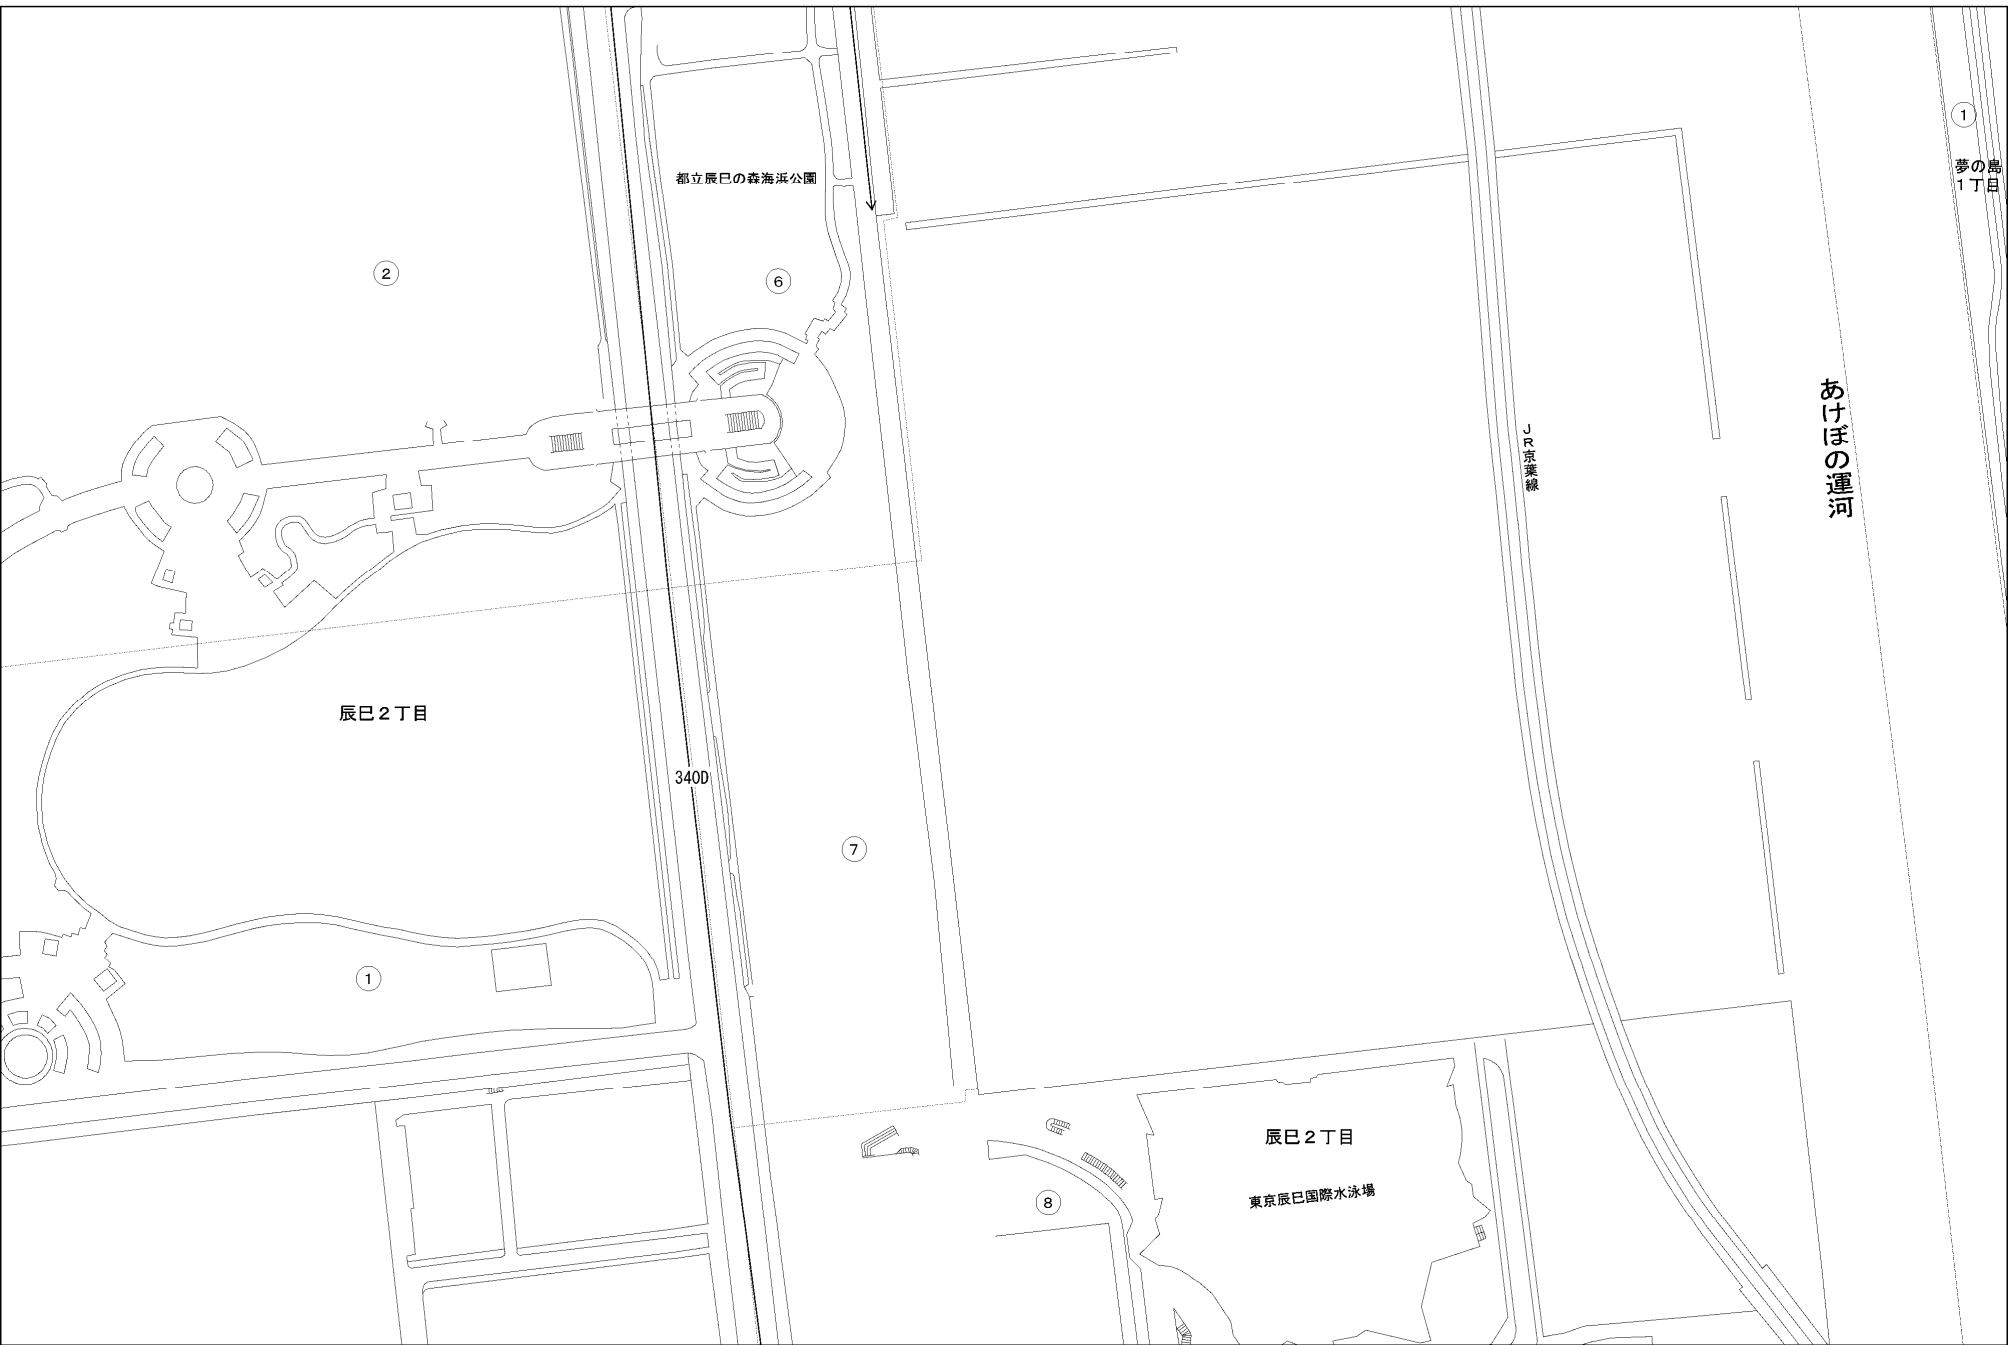 ①
夢の島
1丁目
都立辰巳の森海浜公園
②
⑥
あけぼの運河
JR京葉線
辰巳2丁目
340D
⑦
①
辰巳2丁目
東京辰巳国際水泳場
⑧